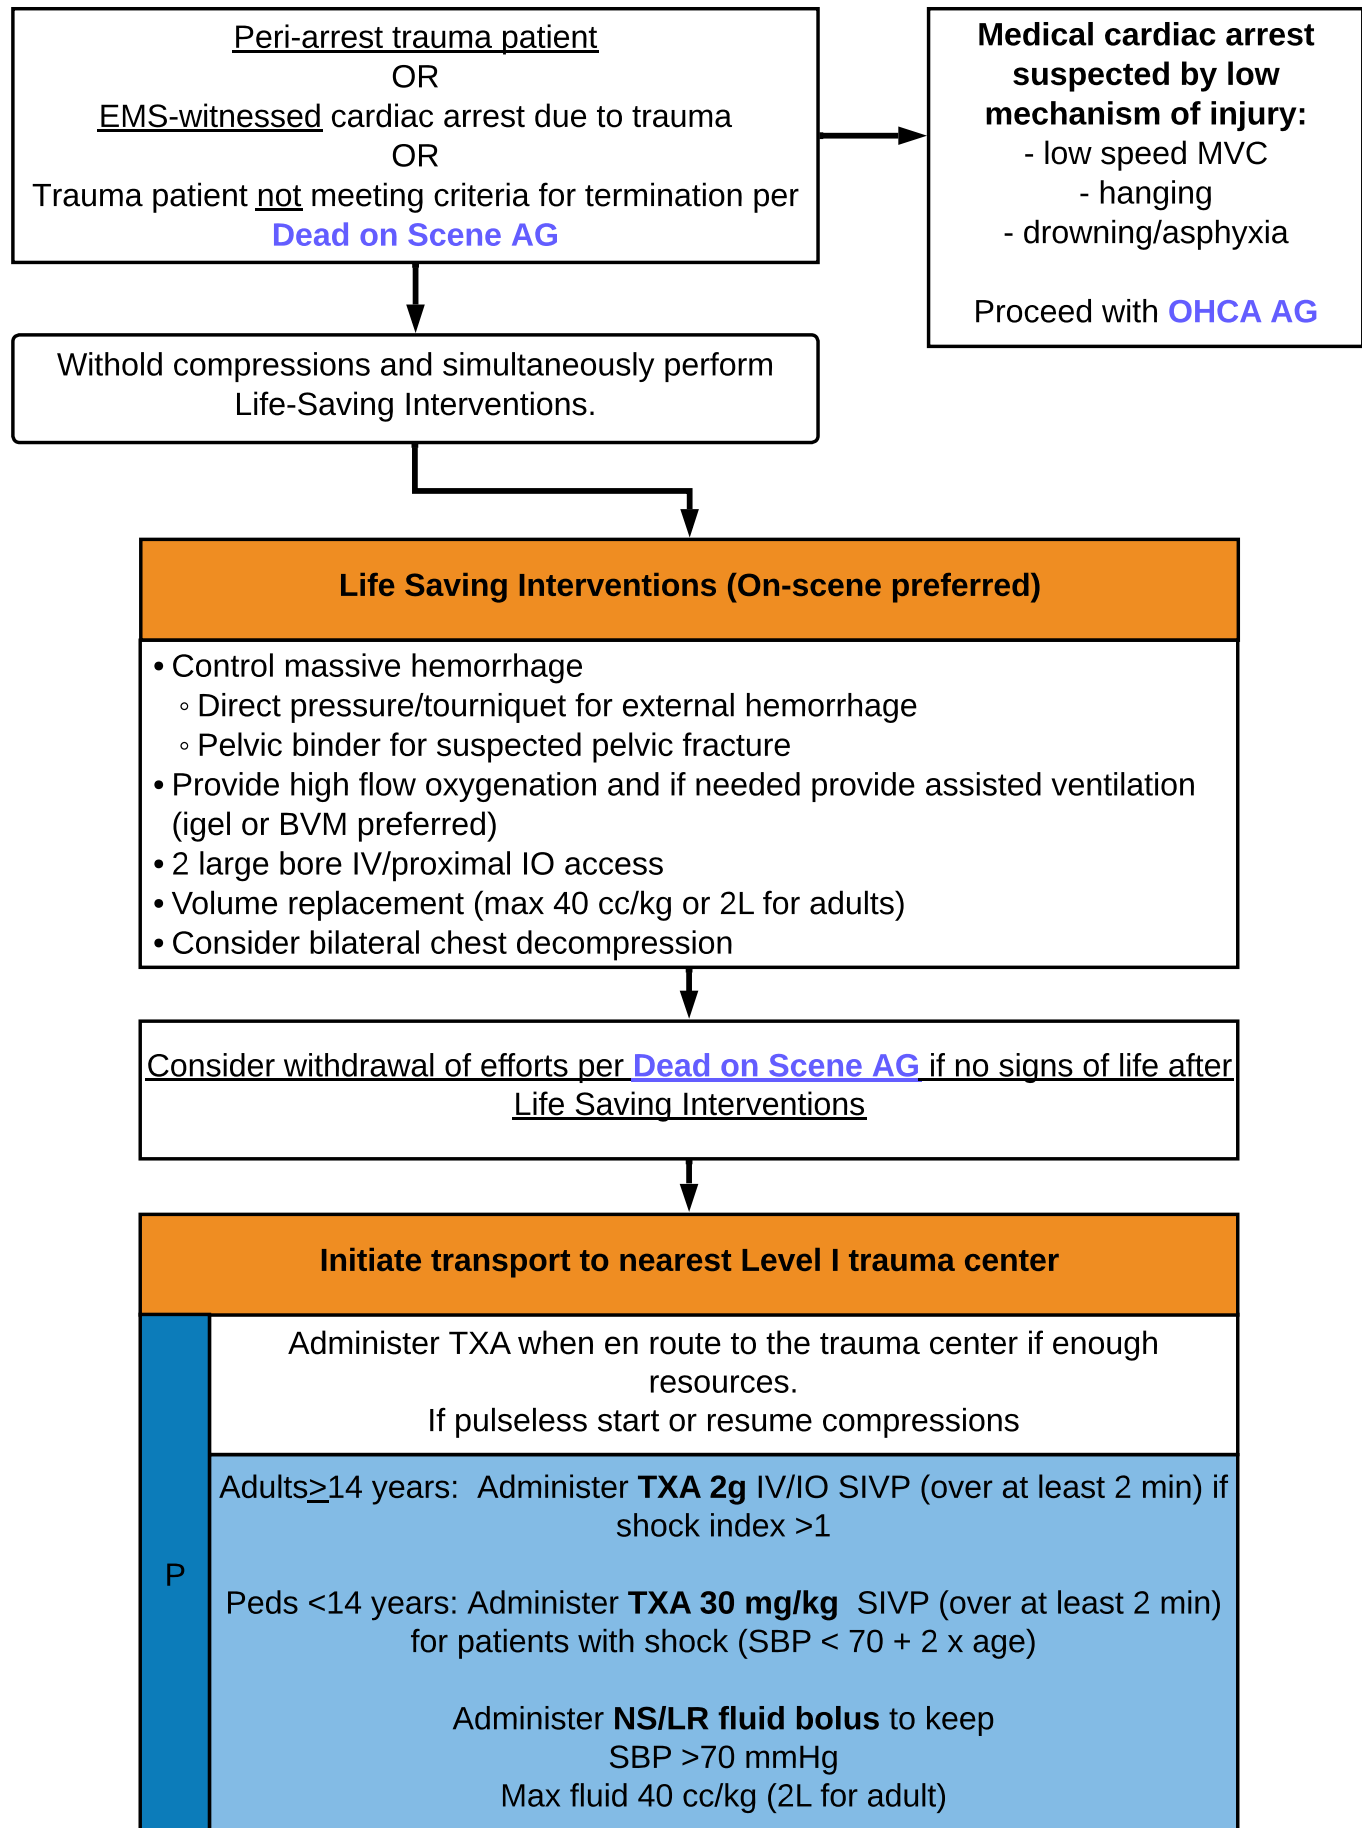 Peri-arrest trauma patient
OR
EMS-witnessed cardiac arrest due to trauma
OR
Trauma patient not meeting criteria for termination per
Dead on Scene AG
Medical cardiac arrest
suspected by low
mechanism of injury:
- low speed MVC
- hanging
- drowning/asphyxia
Proceed with OHCA AG
Withold compressions and simultaneously perform
Life-Saving Interventions.
Life Saving Interventions (On-scene preferred)
• Control massive hemorrhage
◦ Direct pressure/tourniquet for external hemorrhage
◦ Pelvic binder for suspected pelvic fracture
• Provide high flow oxygenation and if needed provide assisted ventilation
(igel or BVM preferred)
• 2 large bore IV/proximal IO access
• Volume replacement (max 40 cc/kg or 2L for adults)
• Consider bilateral chest decompression
Consider withdrawal of efforts per Dead on Scene AG if no signs of life after
Life Saving Interventions
Initiate transport to nearest Level I trauma center
Administer TXA when en route to the trauma center if enough
resources.
If pulseless start or resume compressions
P
Adults>14 years:  Administer TXA 2g IV/IO SIVP (over at least 2 min) if
shock index >1
Peds <14 years: Administer TXA 30 mg/kg  SIVP (over at least 2 min)
for patients with shock (SBP < 70 + 2 x age)
Administer NS/LR fluid bolus to keep
SBP >70 mmHg
Max fluid 40 cc/kg (2L for adult)